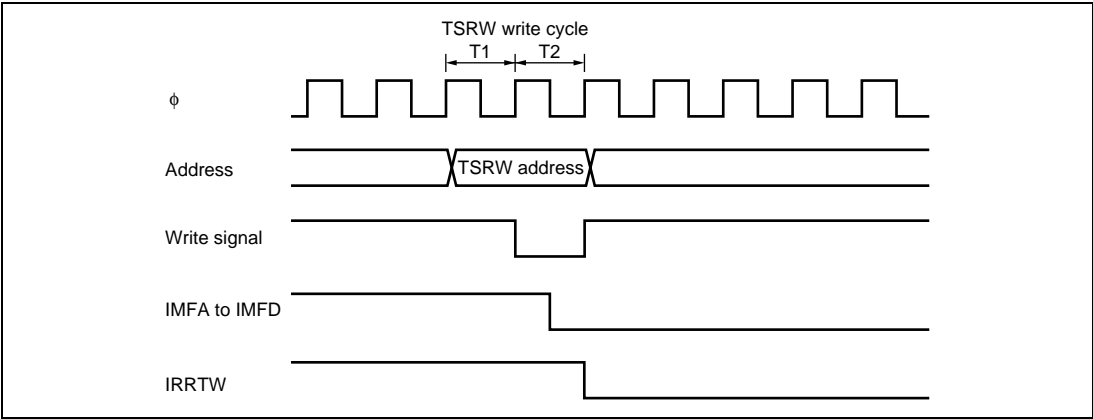 TSRW write cycle
T1 T2
ϕ
Address TSRW address
Write signal
IMFA to IMFD
IRRTW